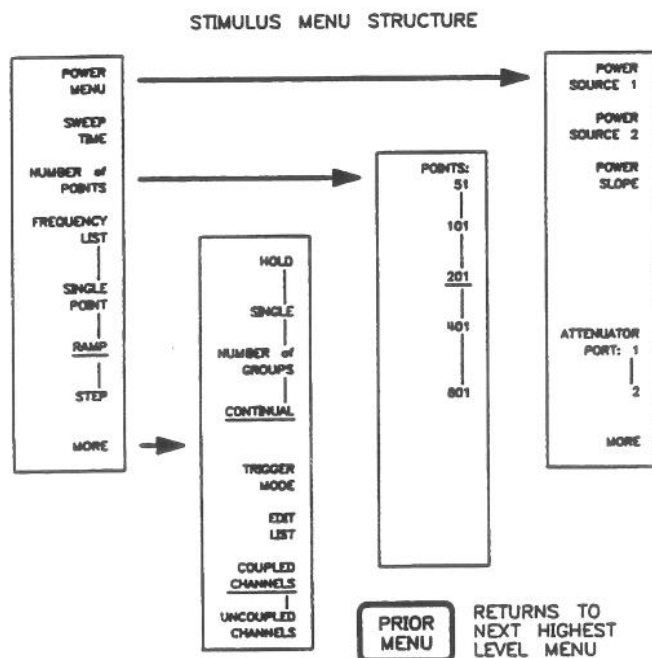 STIMULUS MENU STRUCTURE
POWER
MENU
SWEEP
TIME
NUMBER of
POINTS
FREQUENCY
LIST
SINGLE
POINT
RAMP
STEP
MORE
HOLD
SINGLE
NUMBER of
GROUPS
CONTINUAL
TRIGGER
MODE
EDIT
LIST
COUPLED
CHANNELS
UNCOUPLED
CHANNELS
POINTS:
51
101
201
401
801
POWER
SOURCE 1
POWER
SOURCE 2
POWER
SLOPE
ATTENUATOR
PORT: 1
2
MORE
PRIOR
MENU
RETURNS TO
NEXT HIGHEST
LEVEL MENU